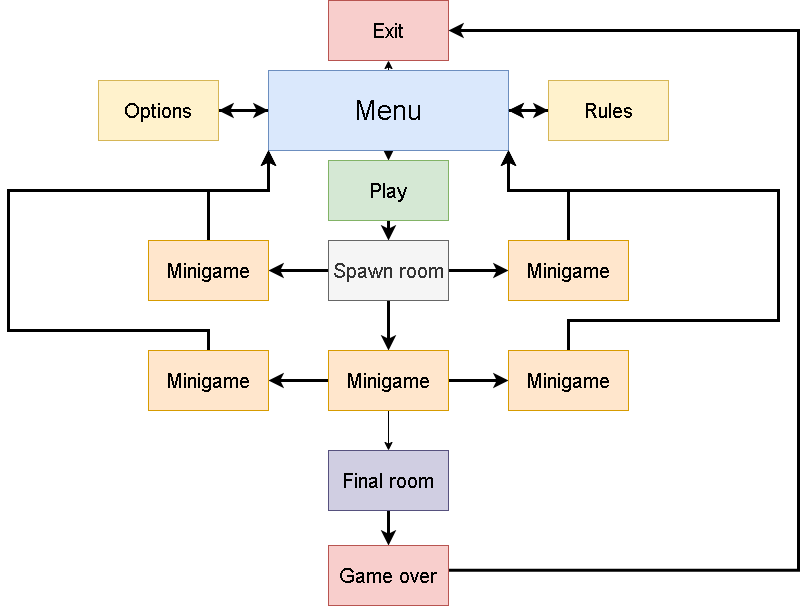 Exit
Options
Menu
Rules
Play
Minigame
Spawn room
Minigame
Minigame
Minigame
Minigame
Final room
Game over